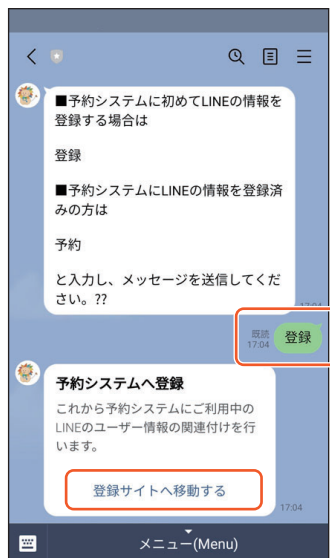 ■予約システムに初めてLINEの情報を
登録する場合は
登録
■予約システムにLINEの情報を登録済
みの方は
予約
と入力し、メッセージを送信してくだ
さい。??
17:04
既読
17:04
登録
予約システムへ登録
これから予約システムにご利用中の
LINEのユーザー情報の関連付けを行
います。
登録サイトへ移動する
17:04
メニュー(Menu)